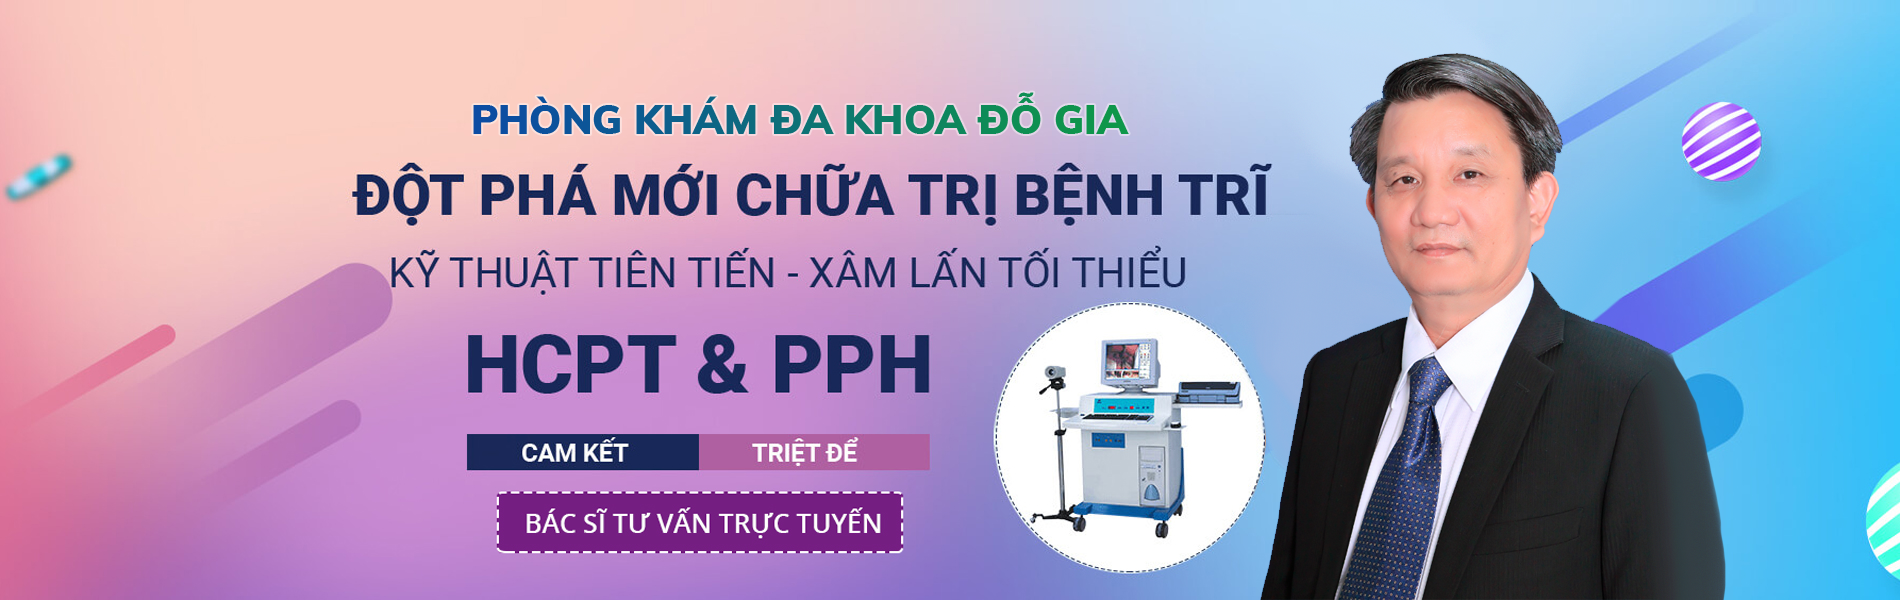 PHÒNG KHÁM ĐA KHOA ĐỖ GIA
ĐỘT PHÁ MỚI CHỮA TRỊ BỆNH TRĨ
KỸ THUẬT TIÊN TIẾN - XÂM LẤN TỐI THIỂU
HCPT & PPH
CAM KẾT TRIỆT ĐỂ
BÁC SĨ TƯ VẤN TRỰC TUYẾN